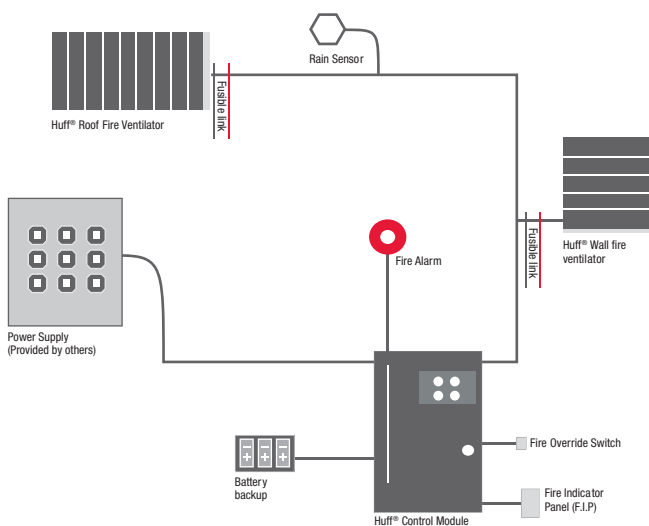 Rain Sensor
Huff® Roof Fire Ventilator
Fusible link
Huff® Wall fire
ventilator
Fusible link
Fire Alarm
Power Supply
(Provided by others)
Fire Override Switch
Battery
backup
Fire Indicator
Panel (F.I.P)
Huff® Control Module